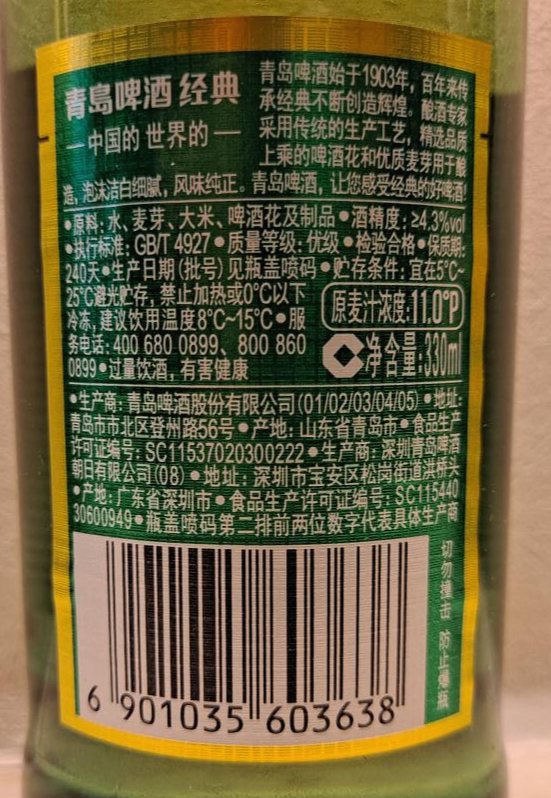 青岛啤酒 经典
—中国的 世界的—
青岛啤酒始于1903年，百年来传
承经典不断创造辉煌。酿酒专家
采用传统的生产工艺，精选品质
上乘的啤酒花和优质麦芽用于酿
造，泡沫洁白细腻，风味纯正。青岛啤酒，让您感受经典的好啤酒!
•原料: 水、麦芽、大米、啤酒花及制品•酒精度: ≥4.3%vol
•执行标准: GB/T 4927•质量等级: 优级•检验合格•保质期:
240天•生产日期(批号)见瓶盖喷码•贮存条件: 宜在5°C~
25°C避光贮存，禁止加热或0°C以下
冷冻，建议饮用温度8°C~15°C•服
务电话: 400 680 0899、800 860
0899•过量饮酒，有害健康
原麦汁浓度:11.0°P
净含量:330ml
•生产商: 青岛啤酒股份有限公司(01/02/03/04/05)•地址:
青岛市市北区登州路56号•产地: 山东省青岛市•食品生产
许可证编号: SC11537020300222•生产商: 深圳青岛啤酒
朝日有限公司(08)•地址: 深圳市宝安区松岗街道洪桥头
•产地: 广东省深圳市•食品生产许可证编号: SC115440
30600949•瓶盖喷码第二排前两位数字代表具体生产商
切勿撞击 防止爆瓶
6 901035 603638